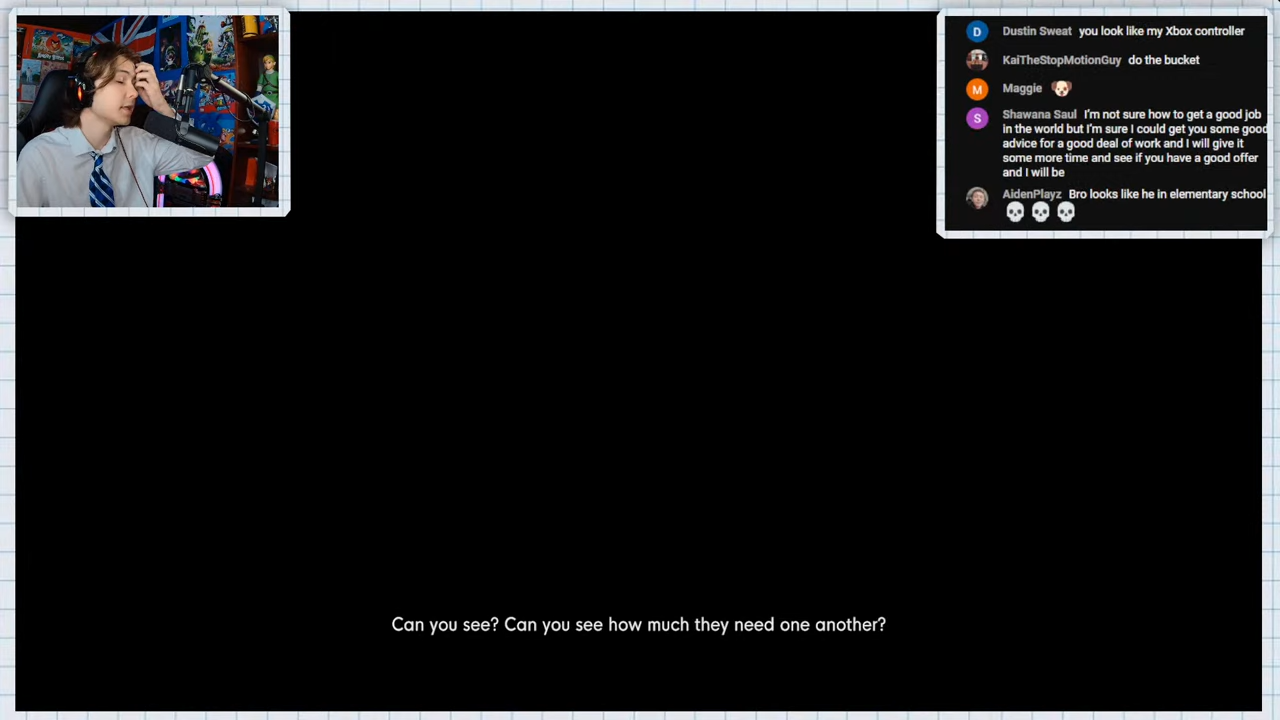 Dustin Sweat you look like my Xbox controller
KaiTheStopMotionGuy do the bucket
M Maggie
Shawana Saul I'm not sure how to get a good job
in the world but I'm sure I could get you some good
advice for a good deal of work and I will give it
some more time and see if you have a good offer
and I will be
AidenPlayz Bro looks like he in elementary school
Can you see? Can you see how much they need one another?